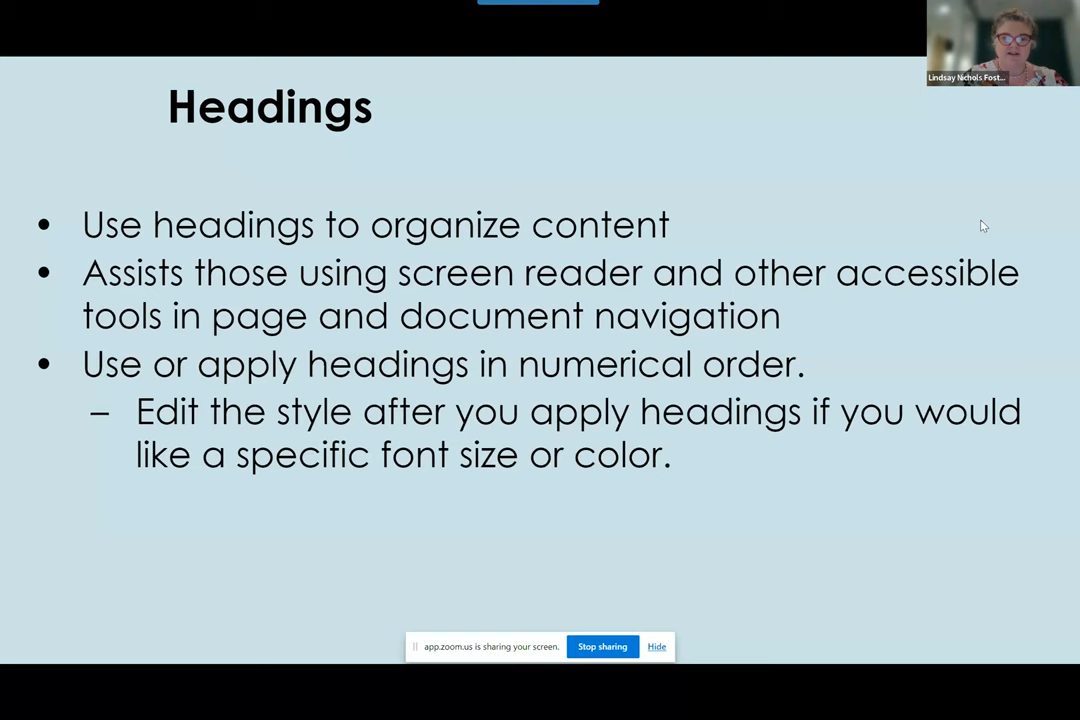 Lindsay Nichols Fost...
Headings
• Use headings to organize content
• Assists those using screen reader and other accessible
tools in page and document navigation
• Use or apply headings in numerical order.
– Edit the style after you apply headings if you would
like a specific font size or color.
app.zoom.us is sharing your screen.
Stop sharing
Hide